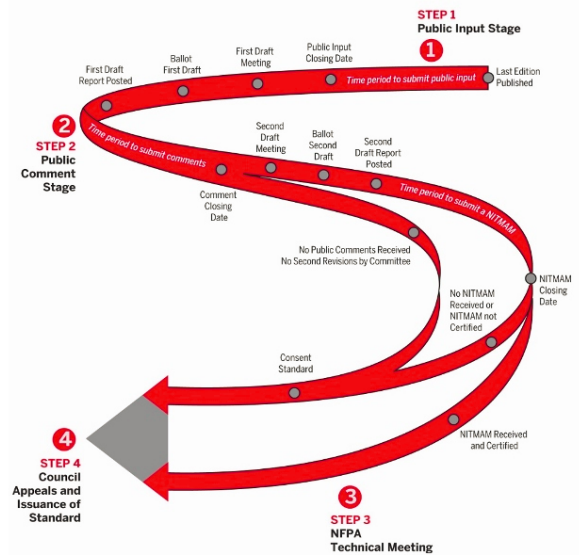 STEP 1
Public Input Stage
1
Public Input
Closing Date
First Draft
Meeting
Ballot
First Draft
First Draft
Report Posted
Time period to submit public input
Last Edition
Published
2
STEP 2
Public
Comment
Stage
Time period to submit comments
Comment
Closing
Date
Second
Draft
Meeting
Ballot
Second
Draft
Second
Draft Report
Posted
Time period to submit a NITMAM
No Public Comments Received
No Second Revisions by Committee
NITMAM
Closing
Date
No NITMAM
Received or
NITMAM not
Certified
Consent
Standard
NITMAM Received
and Certified
3
STEP 3
NFPA
Technical Meeting
4
STEP 4
Council
Appeals and
Issuance of
Standard